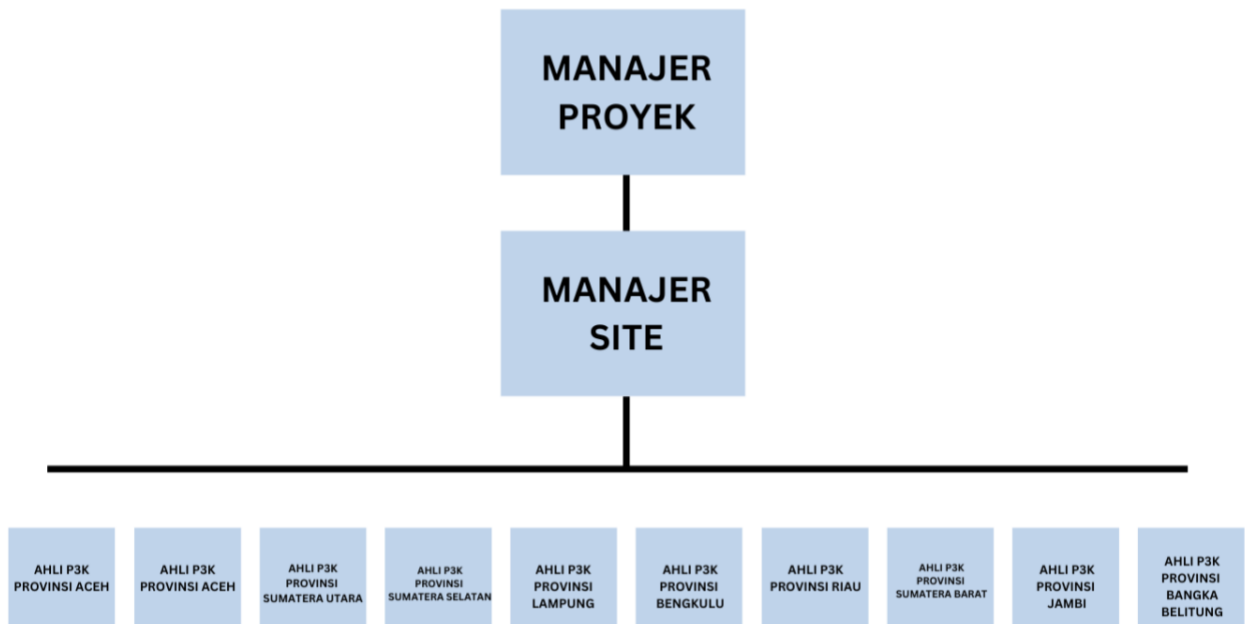 MANAJER
PROYEK
MANAJER
SITE
AHLI P3K
PROVINSI ACEH
AHLI P3K
PROVINSI ACEH
AHLI P3K
PROVINSI
SUMATERA UTARA
AHLI P3K
PROVINSI
SUMATERA SELATAN
AHLI P3K
PROVINSI
LAMPUNG
AHLI P3K
PROVINSI
BENGKULU
AHLI P3K
PROVINSI RIAU
AHLI P3K
PROVINSI
SUMATERA BARAT
AHLI P3K
PROVINSI
JAMBI
AHLI P3K
PROVINSI
BANGKA
BELITUNG